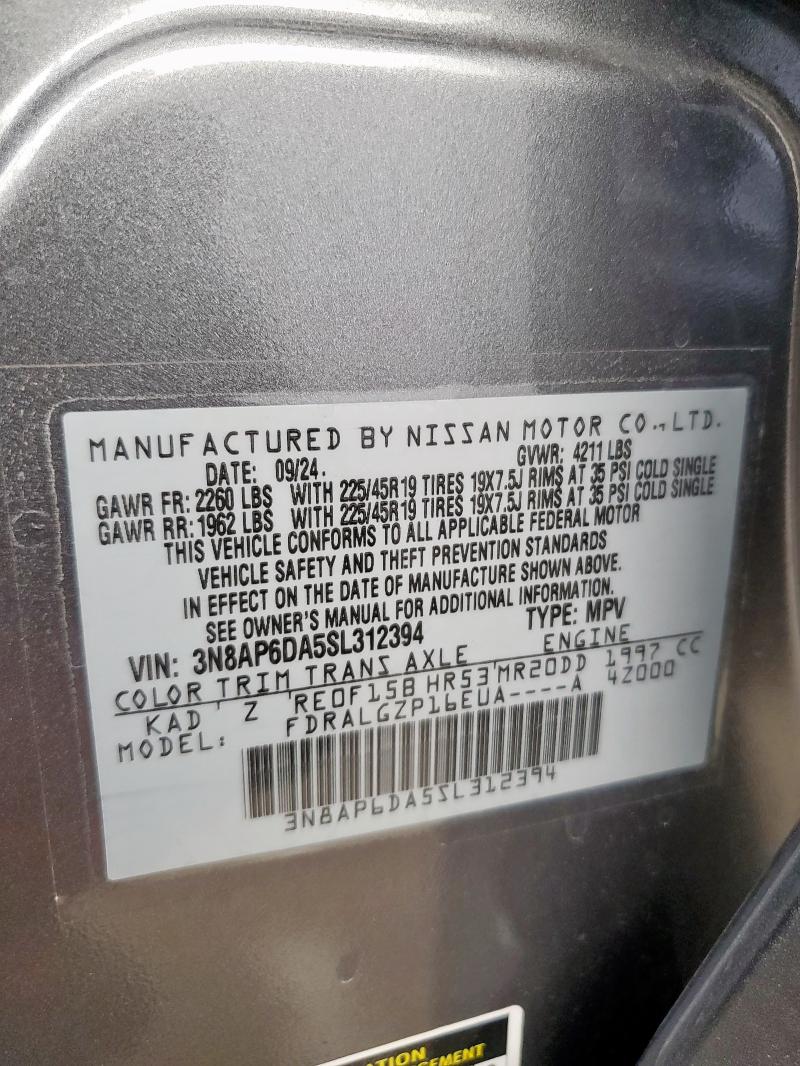 MANUFACTURED BY NISSAN MOTOR CO., LTD.
DATE: 09/24. GVWR: 4211 LBS
GAWR FR: 2260 LBS WITH 225/45R19 TIRES 19X7.5J RIMS AT 35 PSI COLD SINGLE
GAWR RR: 1962 LBS WITH 225/45R19 TIRES 19X7.5J RIMS AT 35 PSI COLD SINGLE
THIS VEHICLE CONFORMS TO ALL APPLICABLE FEDERAL MOTOR
VEHICLE SAFETY AND THEFT PREVENTION STANDARDS
IN EFFECT ON THE DATE OF MANUFACTURE SHOWN ABOVE.
SEE OWNER'S MANUAL FOR ADDITIONAL INFORMATION.
VIN: 3N8AP6DA5SL312394 TYPE: MPV
COLOR TRIM TRANS AXLE ENGINE
KAD Z RE0F15B HR53 MR20DD 1997 CC
MODEL: FDRALGZP16EUA----A 4Z000
3N8AP6DA5SL312394